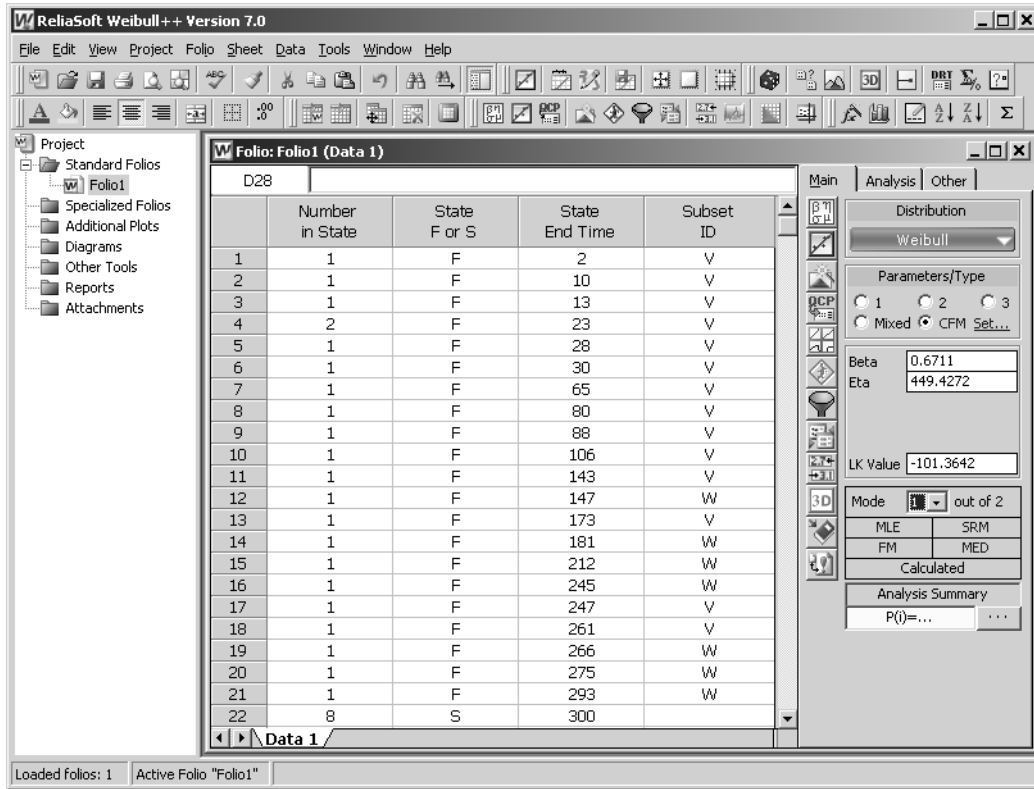 ReliaSoft Weibull++ Version 7.0
File Edit View Project Folio Sheet Data Tools Window Help
Project
Standard Folios
Folio1
Specialized Folios
Additional Plots
Diagrams
Other Tools
Reports
Attachments
Folio: Folio1 (Data 1)
D28
Number in State State F or S State End Time Subset ID
1 1 F 2 V
2 1 F 10 V
3 1 F 13 V
4 2 F 23 V
5 1 F 28 V
6 1 F 30 V
7 1 F 65 V
8 1 F 80 V
9 1 F 88 V
10 1 F 106 V
11 1 F 143 V
12 1 F 147 W
13 1 F 173 V
14 1 F 181 W
15 1 F 212 W
16 1 F 245 W
17 1 F 247 V
18 1 F 261 V
19 1 F 266 W
20 1 F 275 W
21 1 F 293 W
22 8 S 300
Data 1
Main Analysis Other
Distribution
Weibull
Parameters/Type
1 2 3
Mixed CFM Set...
Beta 0.6711
Eta 449.4272
LK Value -101.3642
Mode 1 out of 2
MLE SRM
FM MED
Calculated
Analysis Summary
P(i)=... ...
Loaded folios: 1 Active Folio "Folio1"